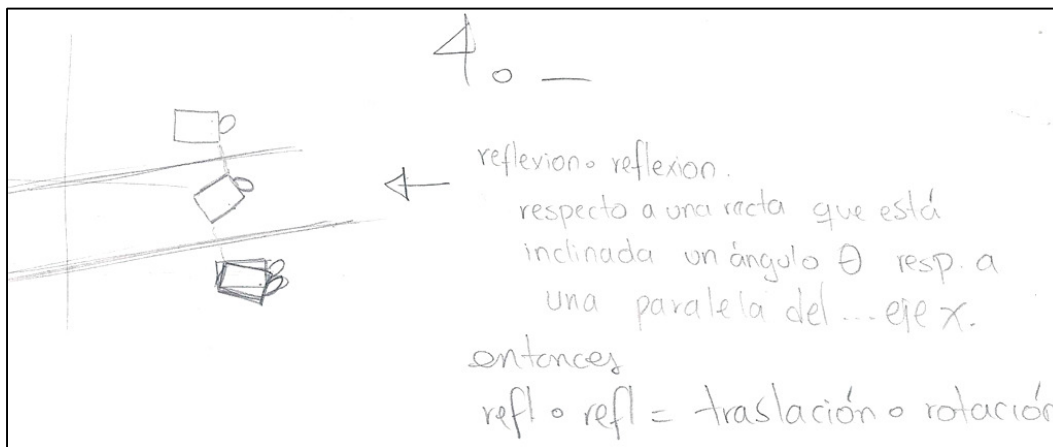 4. —
reflexion ∘ reflexion.
respecto a una recta que está
inclinada un ángulo θ resp. a
una paralela del ... eje x.
entonces
refl ∘ refl = traslación ∘ rotación